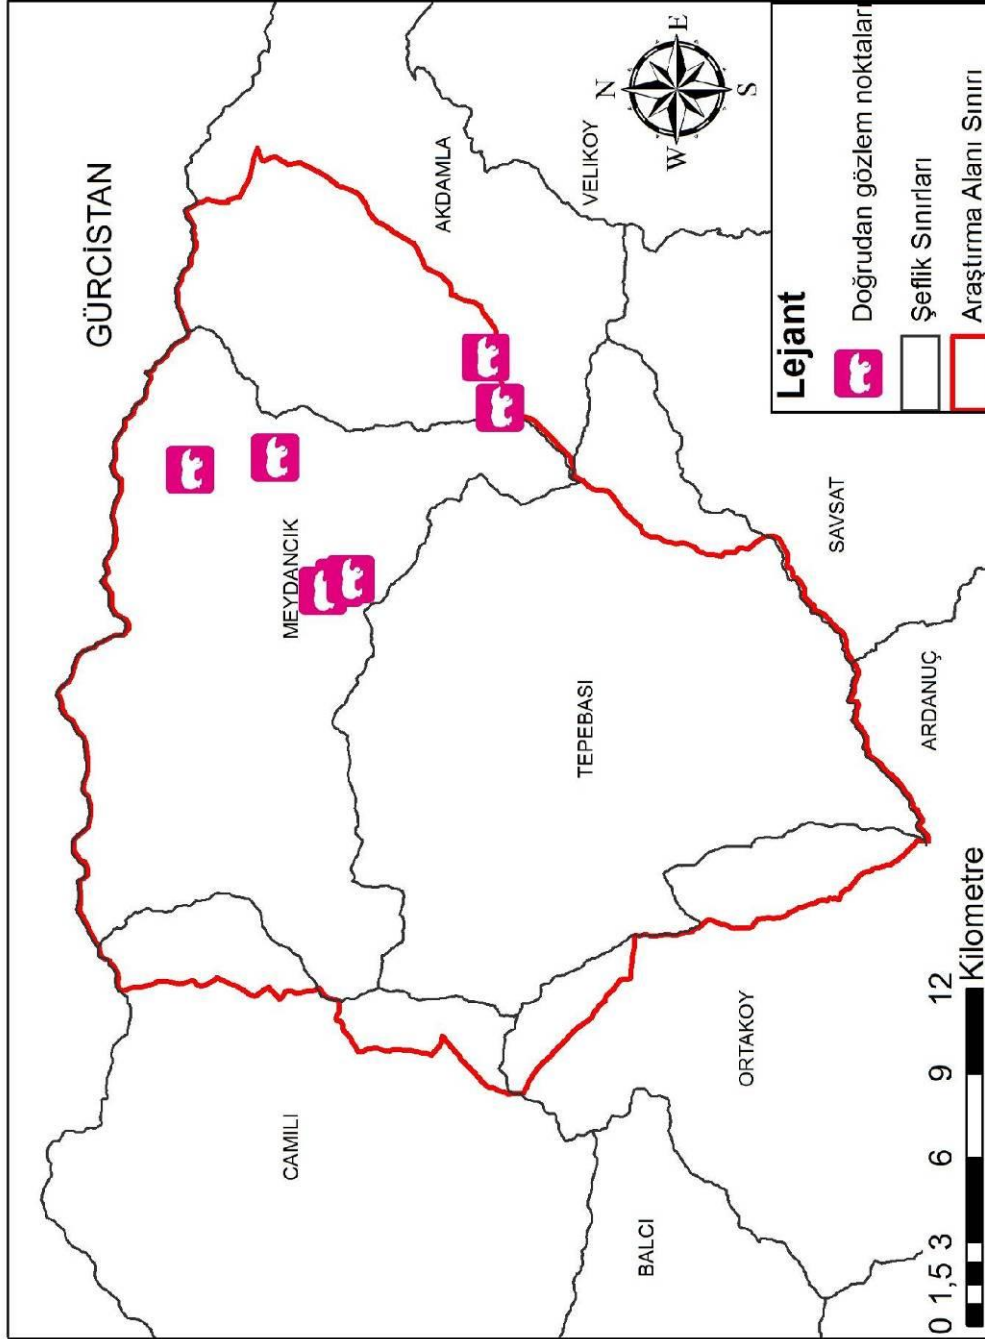 GÜRCİSTAN
N
E
S
W
AKDAMLA
VELIKOY
MEYDANCIK
CAMILI
TEPEBASI
SAVSAT
ARDANUÇ
ORTAKOY
BALCI
Lejant
Doğrudan gözlem noktaları
Şeflik Sınırları
Araştırma Alanı Sınırı
0 1,5 3 6 9 12
Kilometre